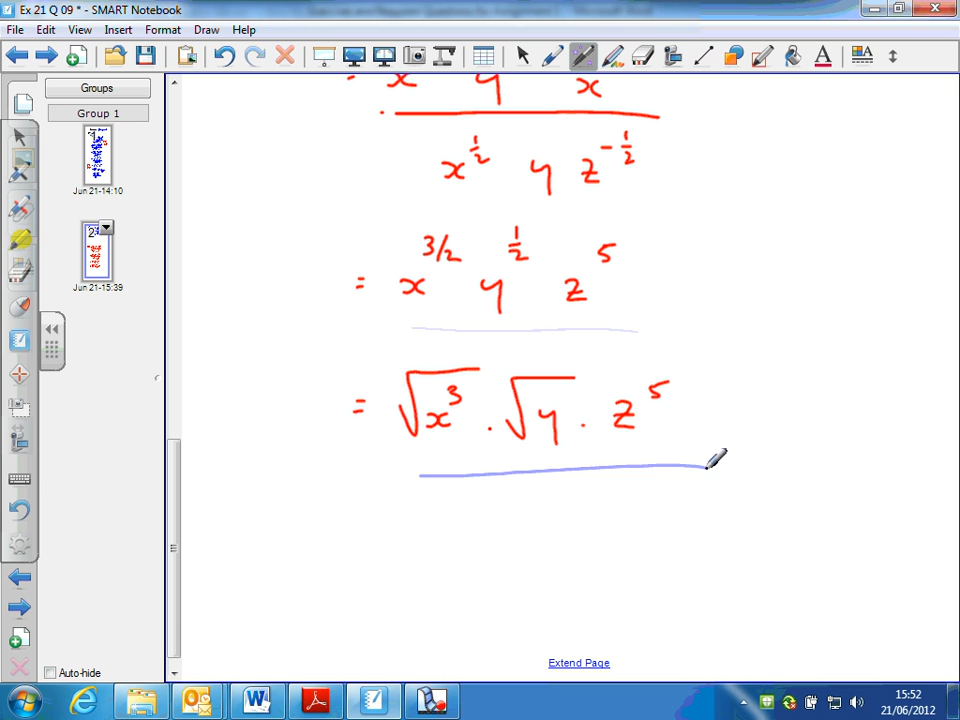 Ex 21 Q 09 * - SMART Notebook
File Edit View Insert Format Draw Help
Groups
Group 1
Jun 21-14:10
2
Jun 21-15:39
= x y x
x^{1/2} y z^{-1/2}
= x^{3/2} y^{1/2} z^5
= √x^3 . √y . z^5
Extend Page
Auto-hide
15:52
21/06/2012